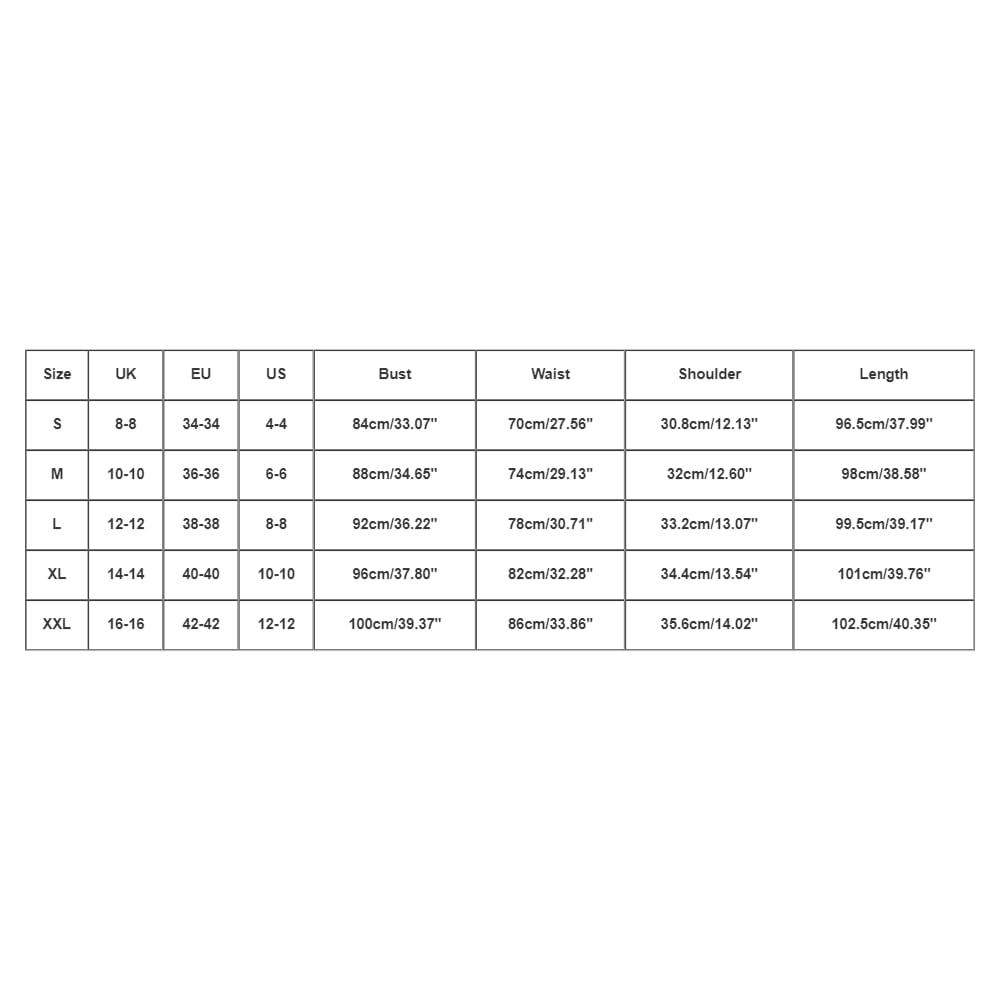 Size UK EU US Bust Waist Shoulder Length
S 8-8 34-34 4-4 84cm/33.07" 70cm/27.56" 30.8cm/12.13" 96.5cm/37.99"
M 10-10 36-36 6-6 88cm/34.65" 74cm/29.13" 32cm/12.60" 98cm/38.58"
L 12-12 38-38 8-8 92cm/36.22" 78cm/30.71" 33.2cm/13.07" 99.5cm/39.17"
XL 14-14 40-40 10-10 96cm/37.80" 82cm/32.28" 34.4cm/13.54" 101cm/39.76"
XXL 16-16 42-42 12-12 100cm/39.37" 86cm/33.86" 35.6cm/14.02" 102.5cm/40.35"